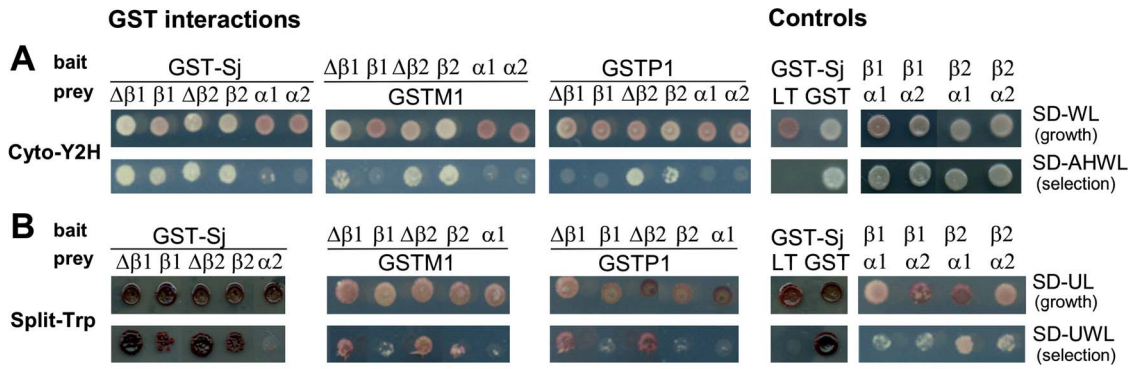 GST interactions Controls
A bait GST-Sj Δβ1 β1 Δβ2 β2 α1 α2 GSTP1 GST-Sj β1 β1 β2 β2
prey Δβ1 β1 Δβ2 β2 α1 α2 GSTM1 Δβ1 β1 Δβ2 β2 α1 α2 LT GST α1 α2 α1 α2
SD-WL
(growth)
Cyto-Y2H
SD-AHWL
(selection)
B bait GST-Sj Δβ1 β1 Δβ2 β2 α1 Δβ1 β1 Δβ2 β2 α1 GST-Sj β1 β1 β2 β2
prey Δβ1 β1 Δβ2 β2 α2 GSTM1 GSTP1 LT GST α1 α2 α1 α2
SD-UL
(growth)
Split-Trp
SD-UWL
(selection)